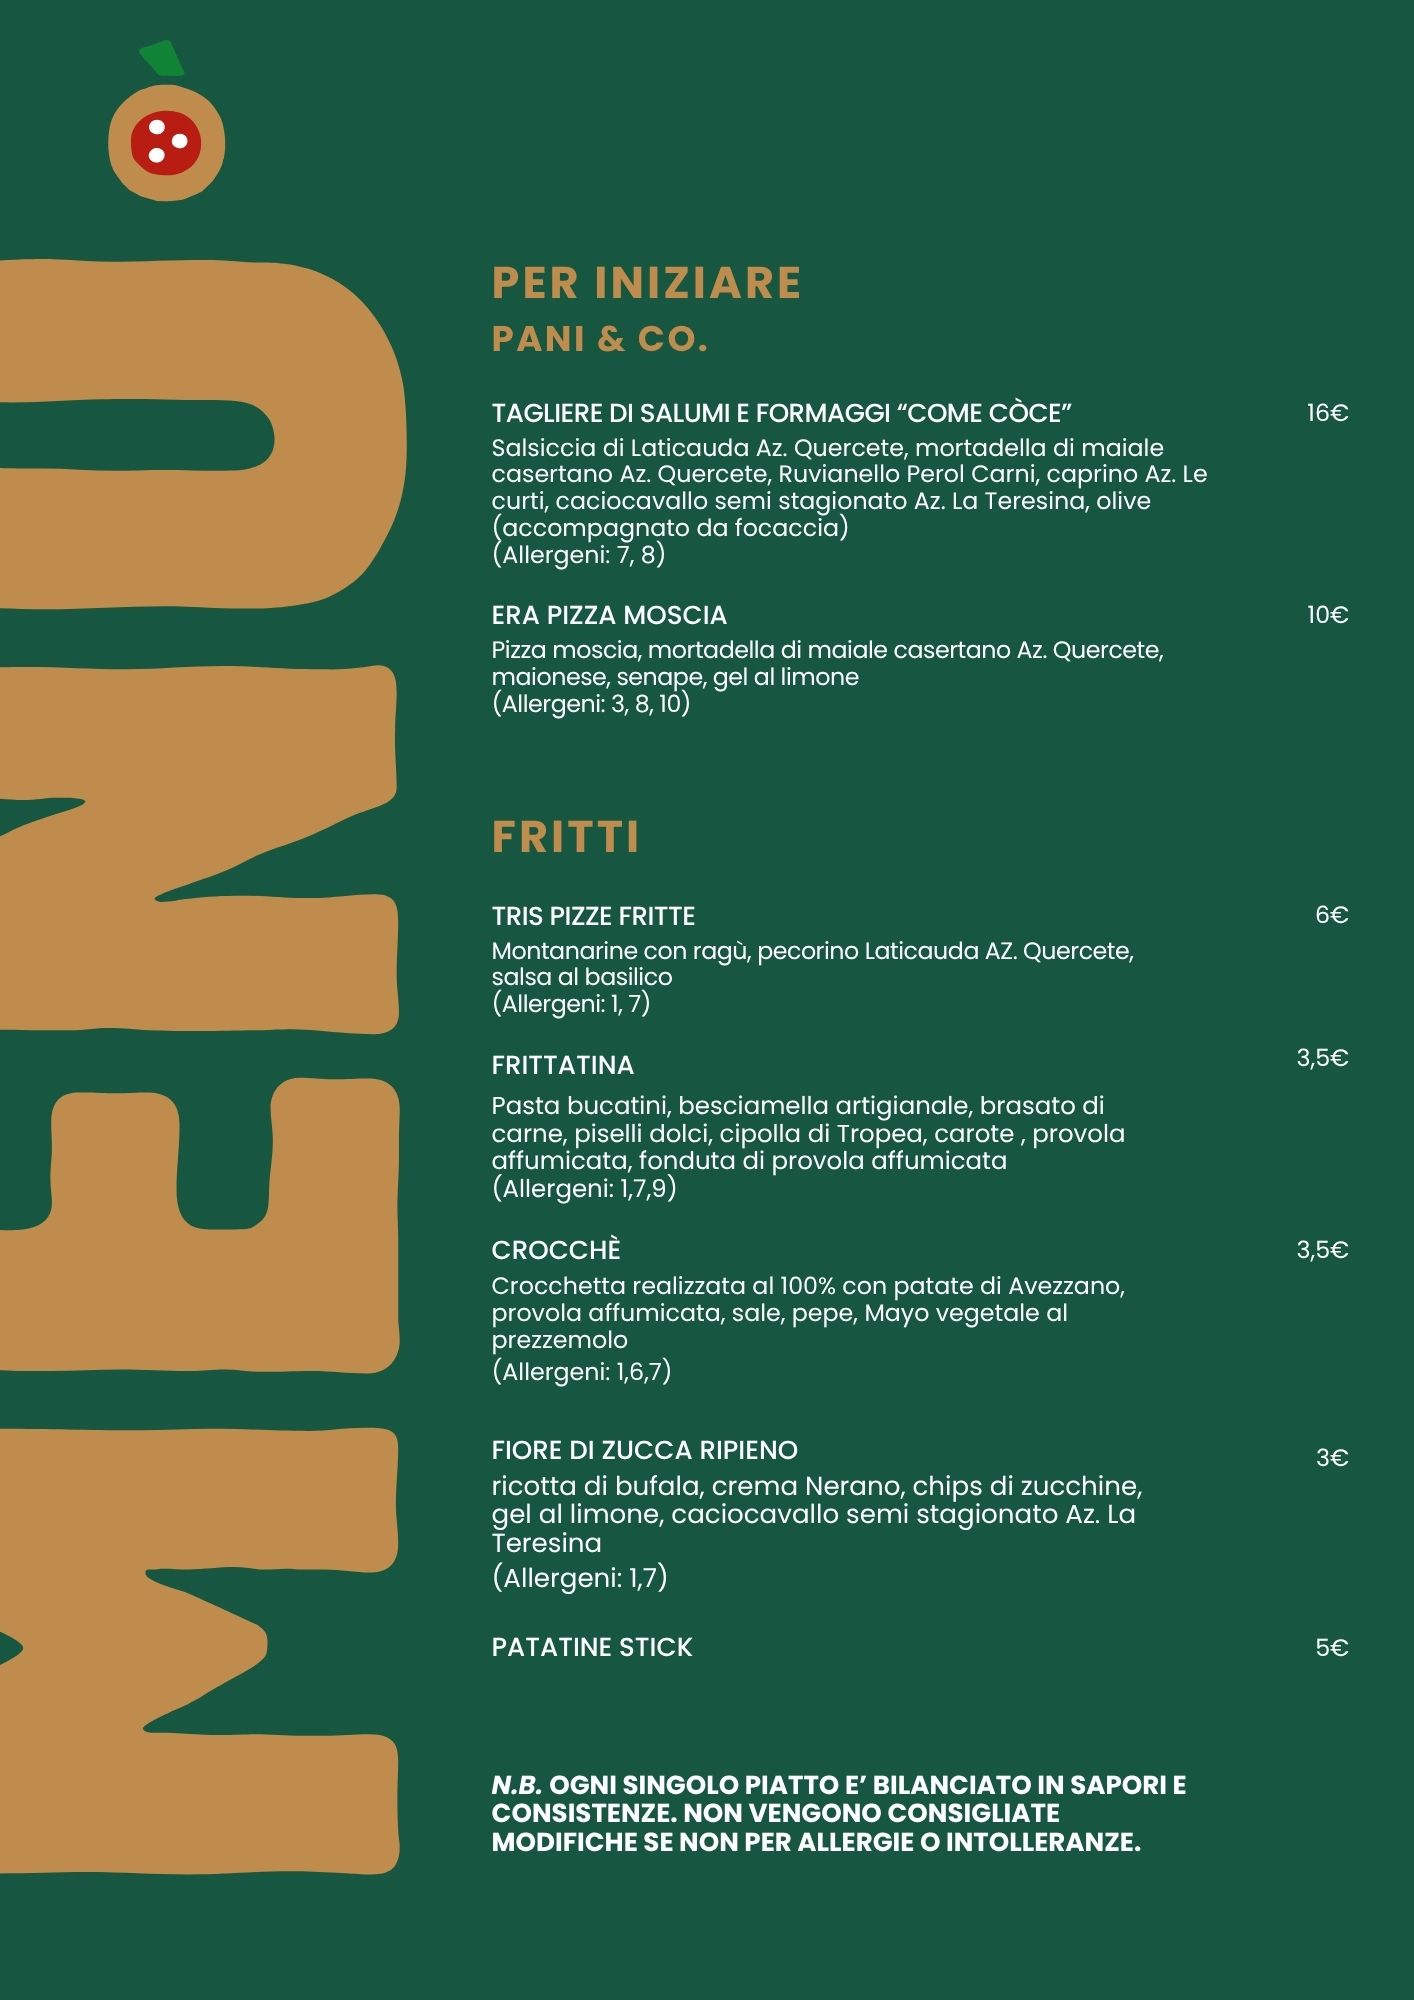 MENU
PER INIZIARE
PANI & CO.
TAGLIERE DI SALUMI E FORMAGGI “COME CÒCE” 16€
Salsiccia di Laticauda Az. Quercete, mortadella di maiale
casertano Az. Quercete, Ruvianello Perol Carni, caprino Az. Le
curti, caciocavallo semi stagionato Az. La Teresina, olive
(accompagnato da focaccia)
(Allergeni: 7, 8)
ERA PIZZA MOSCIA 10€
Pizza moscia, mortadella di maiale casertano Az. Quercete,
maionese, senape, gel al limone
(Allergeni: 3, 8, 10)
FRITTI
TRIS PIZZE FRITTE 6€
Montanarine con ragù, pecorino Laticauda AZ. Quercete,
salsa al basilico
(Allergeni: 1, 7)
FRITTATINA 3,5€
Pasta bucatini, besciamella artigianale, brasato di
carne, piselli dolci, cipolla di Tropea, carote , provola
affumicata, fonduta di provola affumicata
(Allergeni: 1,7,9)
CROCCHÈ 3,5€
Crocchetta realizzata al 100% con patate di Avezzano,
provola affumicata, sale, pepe, Mayo vegetale al
prezzemolo
(Allergeni: 1,6,7)
FIORE DI ZUCCA RIPIENO 3€
ricotta di bufala, crema Nerano, chips di zucchine,
gel al limone, caciocavallo semi stagionato Az. La
Teresina
(Allergeni: 1,7)
PATATINE STICK 5€
N.B. OGNI SINGOLO PIATTO E’ BILANCIATO IN SAPORI E
CONSISTENZE. NON VENGONO CONSIGLIATE
MODIFICHE SE NON PER ALLERGIE O INTOLLERANZE.